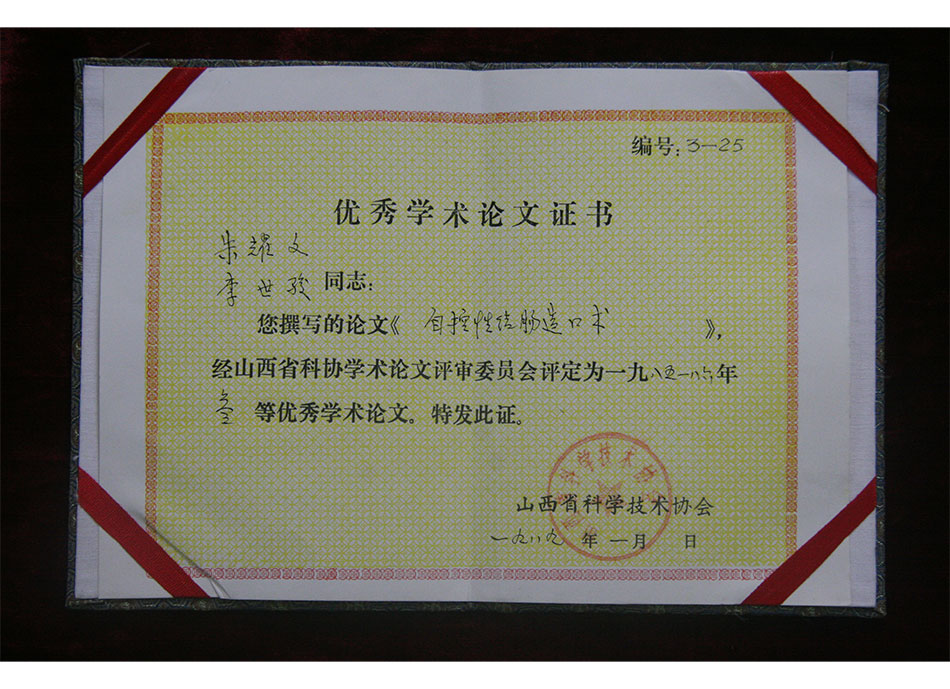 编号：3—25
优秀学术论文证书
朱耀文
李世骏 同志：
您撰写的论文《 自控性结肠造口术 》，
经山西省科协学术论文评审委员会评定为一九八五—八六年
叁 等优秀学术论文。特发此证。
山西省科学技术协会
一九八九 年 一 月 日